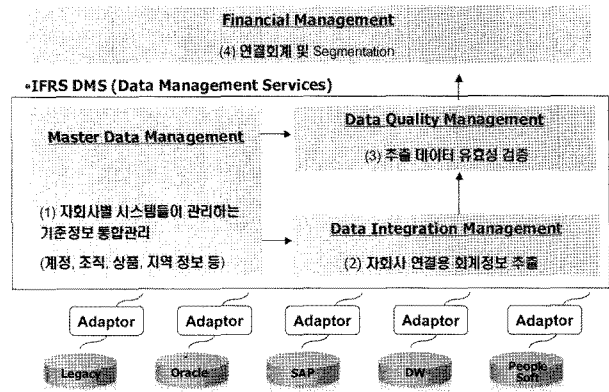 Financial Management
(4) 연결회계 및 Segmentation
•IFRS DMS (Data Management Services)
Master Data Management
(1) 자회사별 시스템들이 관리하는
기준정보 통합관리
(계정, 조직, 상품, 지역 정보 등)
Data Quality Management
(3) 추출 데이터 유효성 검증
Data Integration Management
(2) 자회사 연결용 회계정보 추출
Adaptor
Adaptor
Adaptor
Adaptor
Adaptor
Legacy
Oracle
SAP
DW
People
Soft